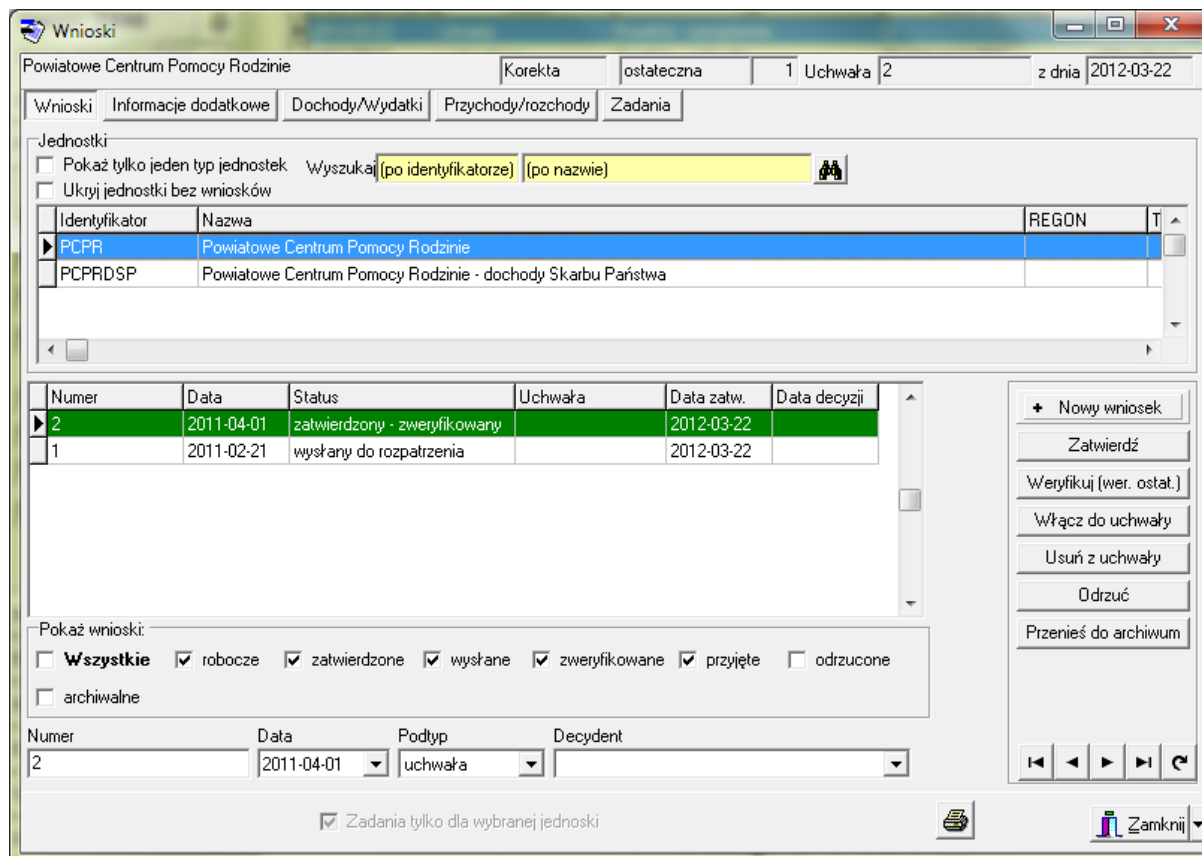 Wnioski
Powiatowe Centrum Pomocy Rodzinie Korekta ostateczna 1 Uchwała 2 z dnia 2012-03-22
Wnioski Informacje dodatkowe Dochody/Wydatki Przychody/rozchody Zadania
Jednostki
Pokaż tylko jeden typ jednostek Wyszukaj (po identyfikatorze) (po nazwie)
Ukryj jednostki bez wniosków
Identyfikator Nazwa REGON T
PCPR Powiatowe Centrum Pomocy Rodzinie
PCPRDSP Powiatowe Centrum Pomocy Rodzinie - dochody Skarbu Państwa
Numer Data Status Uchwała Data zatw. Data decyzji
2 2011-04-01 zatwierdzony - zweryfikowany 2012-03-22
1 2011-02-21 wysłany do rozpatrzenia 2012-03-22
+ Nowy wniosek
Zatwierdź
Weryfikuj (wer. ostat.)
Włącz do uchwały
Usuń z uchwały
Odrzuć
Przenieś do archiwum
Pokaż wnioski:
Wszystkie robocze zatwierdzone wysłane zweryfikowane przyjęte odrzucone
archiwalne
Numer Data Podtyp Decydent
2 2011-04-01 uchwała
Zadania tylko dla wybranej jednoski
Zamknij